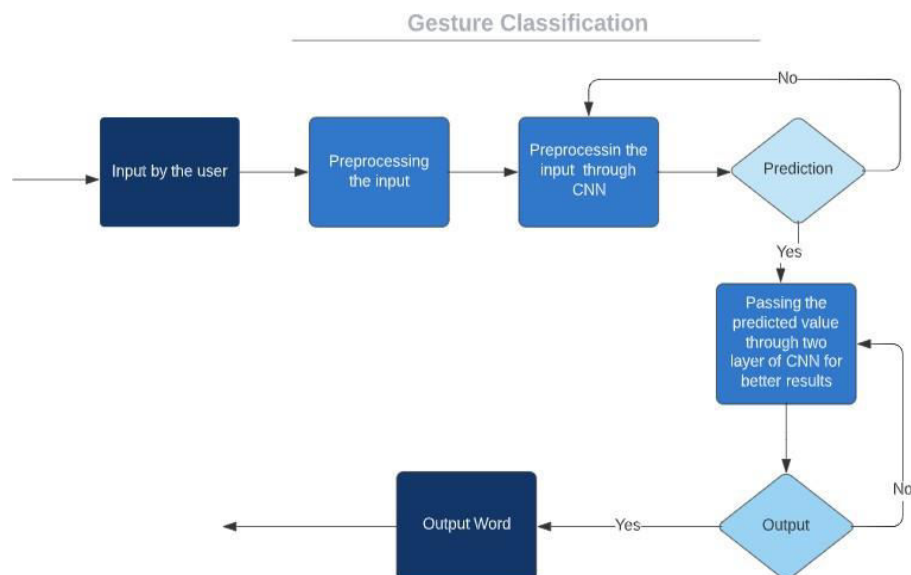 Gesture Classification
No
Input by the user
Preprocessing
the input
Preprocessin the
input through
CNN
Prediction
Yes
Passing the
predicted value
through two
layer of CNN for
better results
No
Output Word
Yes
Output